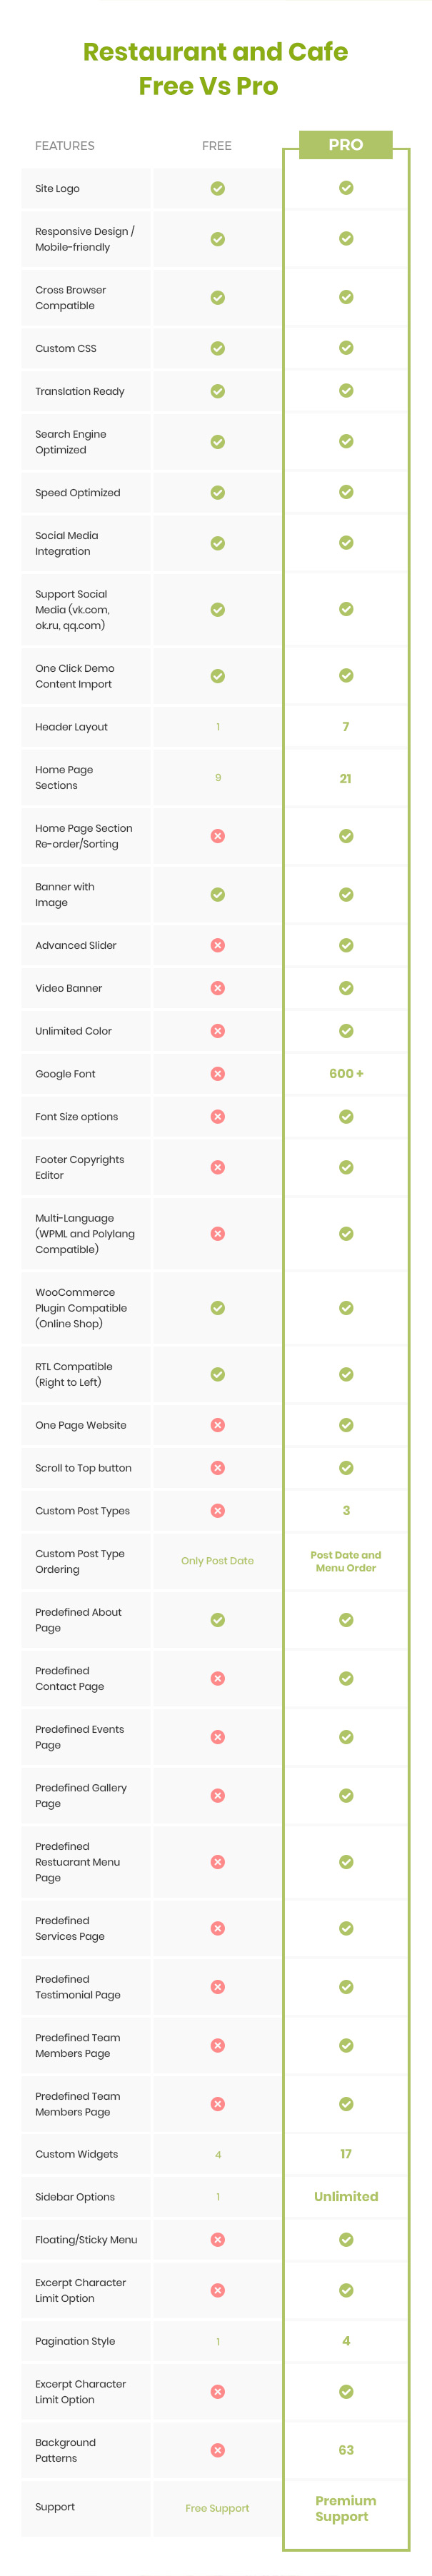 Restaurant and Cafe
Free Vs Pro
FEATURES FREE PRO
Site Logo
Responsive Design /
Mobile-friendly
Cross Browser
Compatible
Custom CSS
Translation Ready
Search Engine
Optimized
Speed Optimized
Social Media
Integration
Support Social
Media (vk.com,
ok.ru, qq.com)
One Click Demo
Content Import
Header Layout 1 7
Home Page
Sections
9 21
Home Page Section
Re-order/Sorting
Banner with
Image
Advanced Slider
Video Banner
Unlimited Color
Google Font 600 +
Font Size options
Footer Copyrights
Editor
Multi-Language
(WPML and Polylang
Compatible)
WooCommerce
Plugin Compatible
(Online Shop)
RTL Compatible
(Right to Left)
One Page Website
Scroll to Top button
Custom Post Types 3
Custom Post Type
Ordering
Only Post Date
Post Date and
Menu Order
Predefined About
Page
Predefined
Contact Page
Predefined Events
Page
Predefined Gallery
Page
Predefined
Restuarant Menu
Page
Predefined
Services Page
Predefined
Testimonial Page
Predefined Team
Members Page
Predefined Team
Members Page
Custom Widgets 4 17
Sidebar Options 1 Unlimited
Floating/Sticky Menu
Excerpt Character
Limit Option
Pagination Style 1 4
Excerpt Character
Limit Option
Background
Patterns
63
Support Free Support
Premium
Support